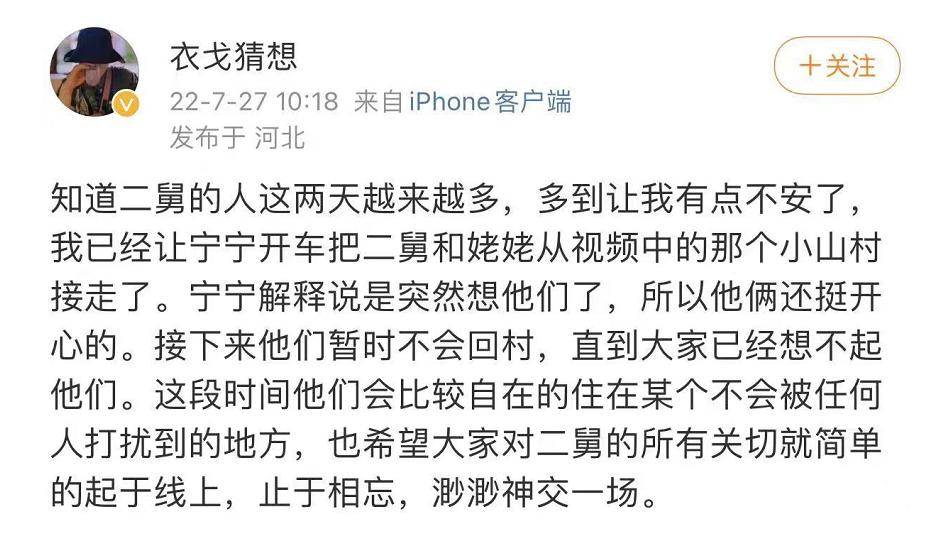 衣戈猜想
+关注
22-7-27 10:18 来自 iPhone客户端
发布于 河北
知道二舅的人这两天越来越多，多到让我有点不安了，
我已经让宁宁开车把二舅和姥姥从视频中的那个小山村
接走了。宁宁解释说是突然想他们了，所以他俩还挺开
心的。接下来他们暂时不会回村，直到大家已经想不起
他们。这段时间他们会比较自在的住在某个不会被任何
人打扰到的地方，也希望大家对二舅的所有关切就简单
的起于线上，止于相忘，渺渺神交一场。